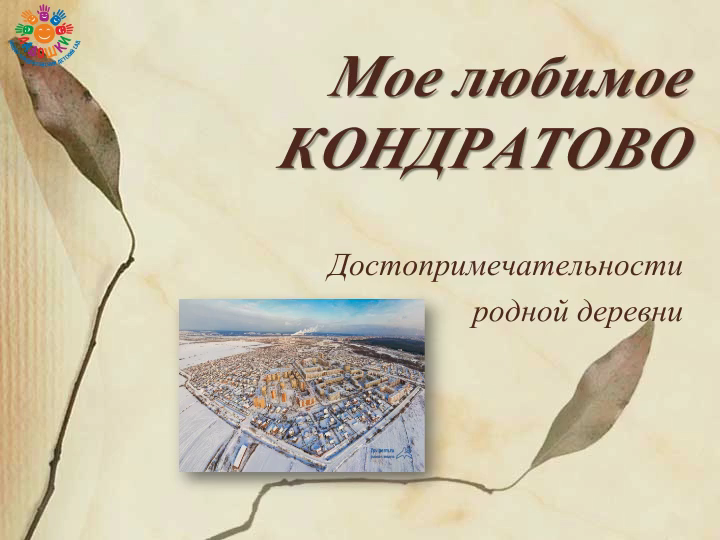 Мое любимое
КОНДРАТОВО
Достопримечательности
родной деревни